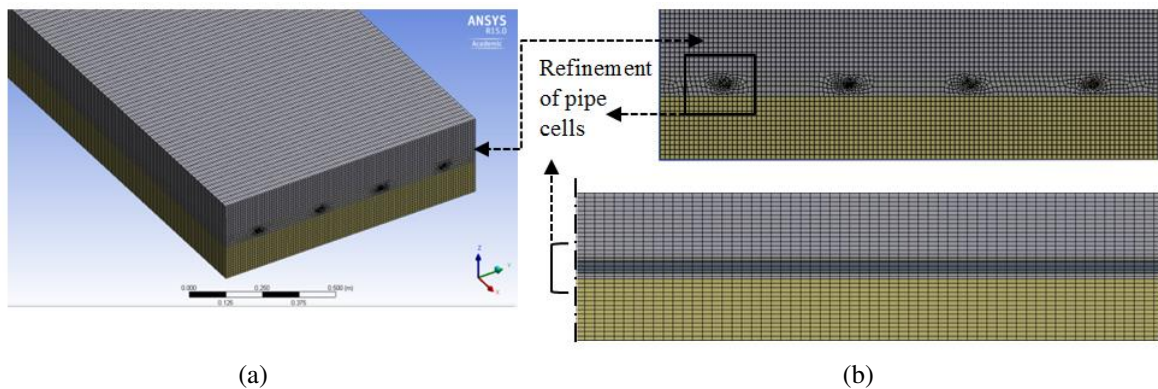 ANSYS
R15.0
Academic
Refinement
of pipe
cells
Z
X
0.000
0.250
0.500 (m)
0.125
0.375
(a)
(b)